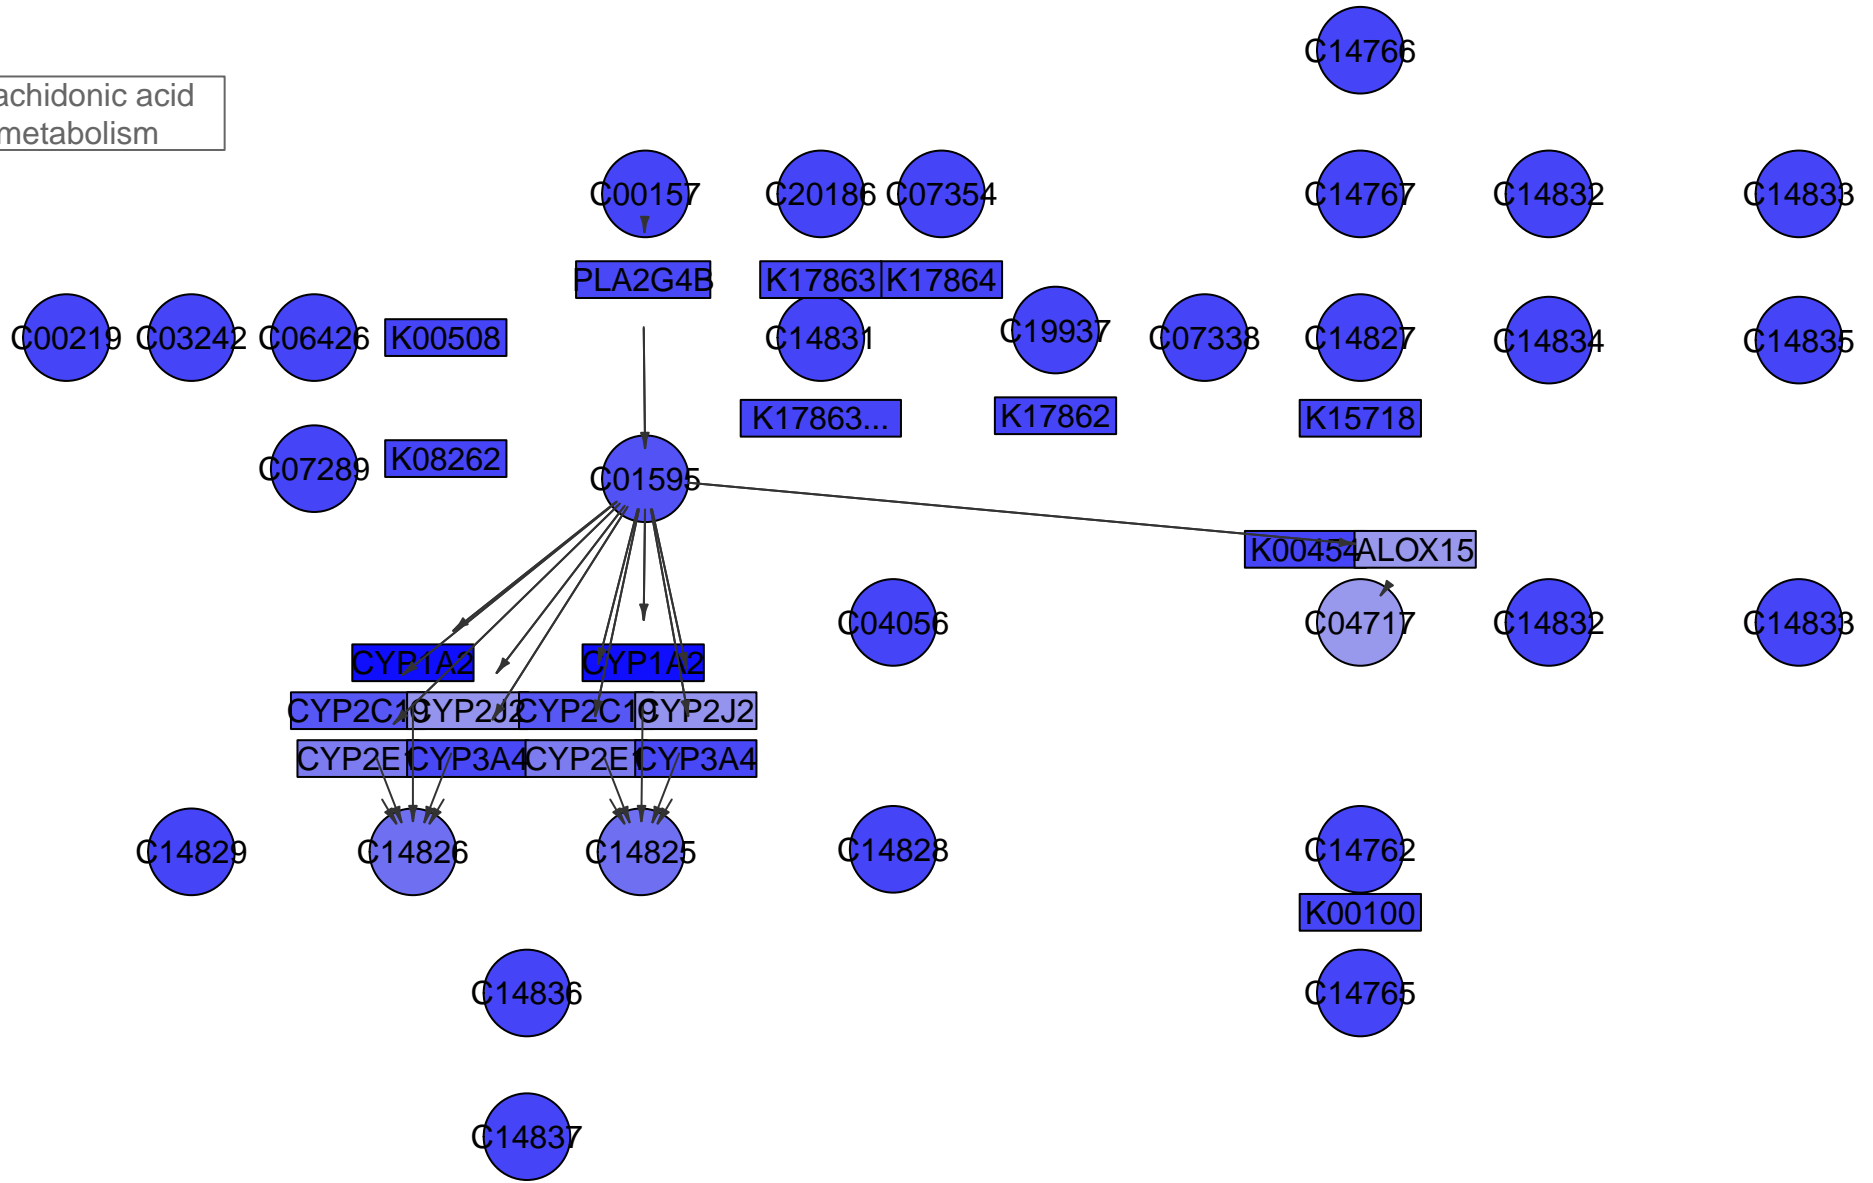 C14766
achidonic acid
metabolism
C00157
C20186
C07354
C14767
C14832
C14833
PLA2G4B
K17863
K17864
C00219
C03242
C06426
K00508
C14831
C19937
C07338
C14827
C14834
C14835
K17863...
K17862
K15718
C07289
K08262
C01595
K00454
ALOX15
C04056
C04717
C14832
C14833
CYP1A2
CYP1A2
CYP2C19
CYP2J2
CYP2C19
CYP2J2
CYP2E1
CYP3A4
CYP2E1
CYP3A4
C14829
C14826
C14825
C14828
C14762
K00100
C14836
C14765
C14837